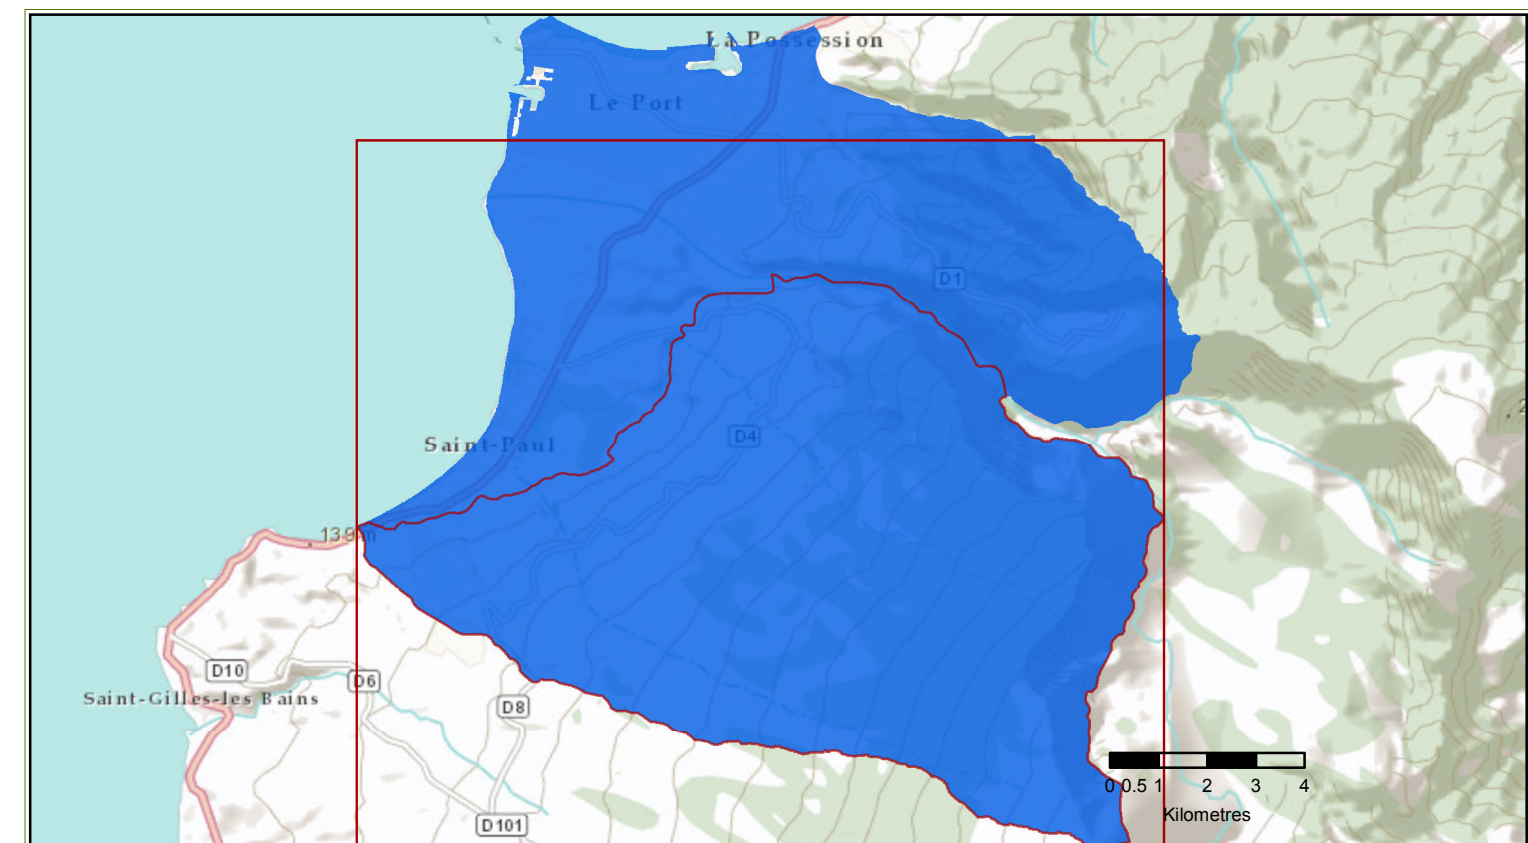 La Possession
Le Port
D1
D4
Saint-Paul
139 m
D10
D6
Saint-Gilles-les Bains
D8
D101
0 0.5 1 2 3 4
Kilometres